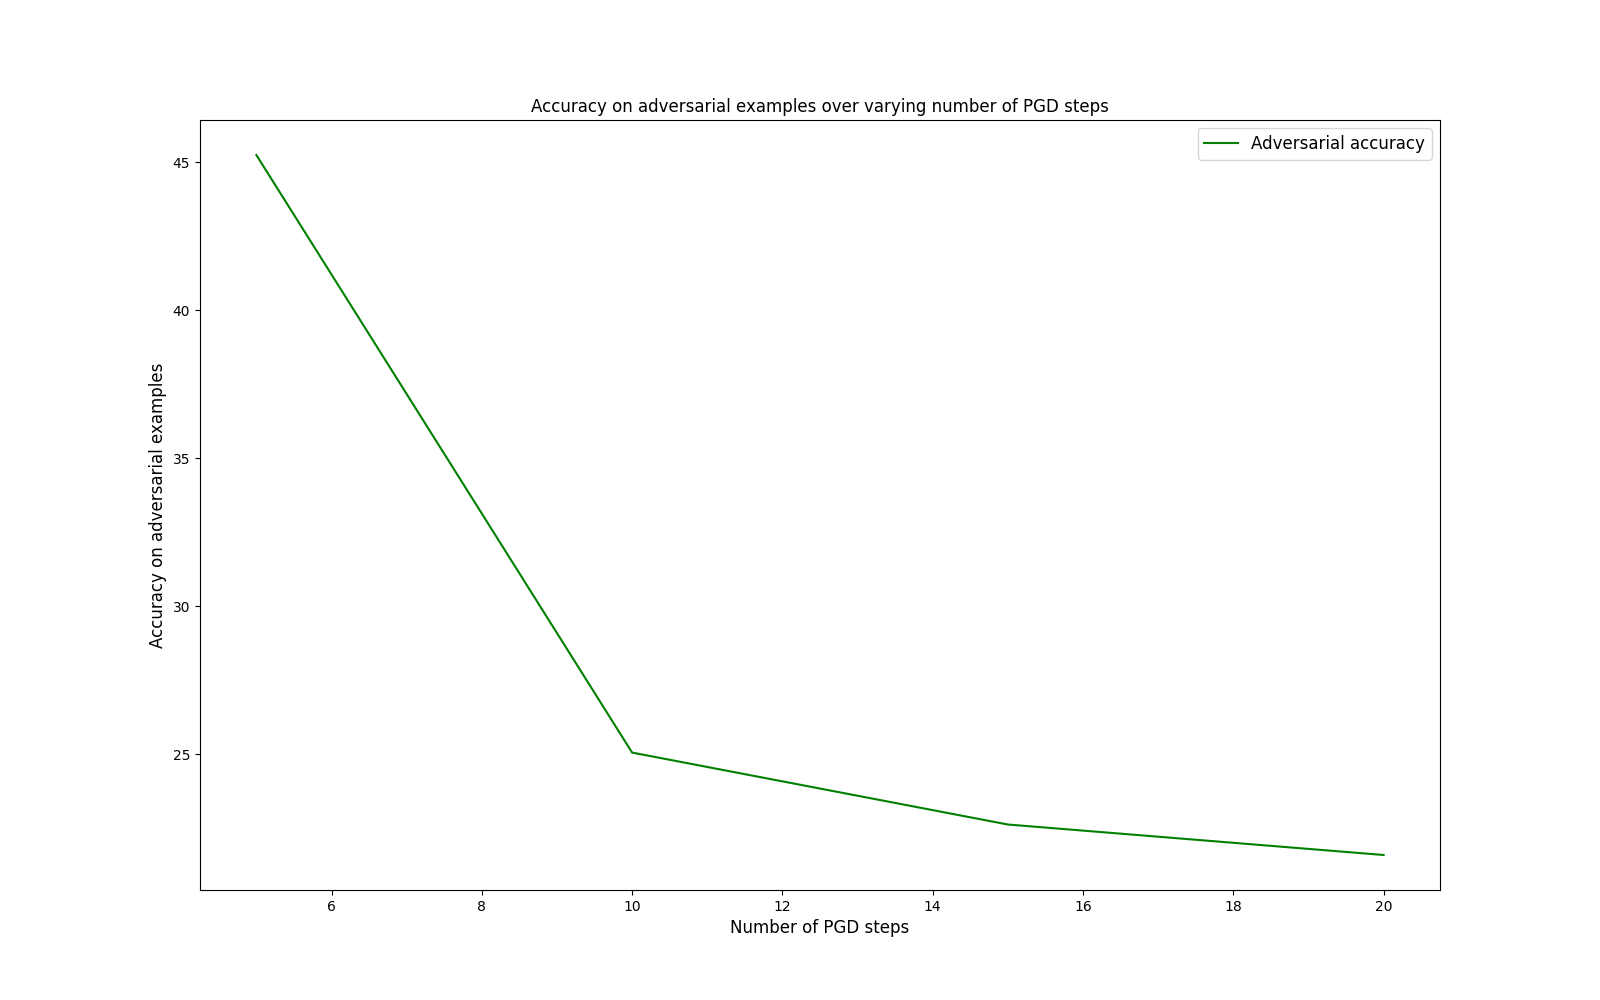 Accuracy on adversarial examples over varying number of PGD steps
Adversarial accuracy
Accuracy on adversarial examples
45
40
35
30
25
6 8 10 12 14 16 18 20
Number of PGD steps